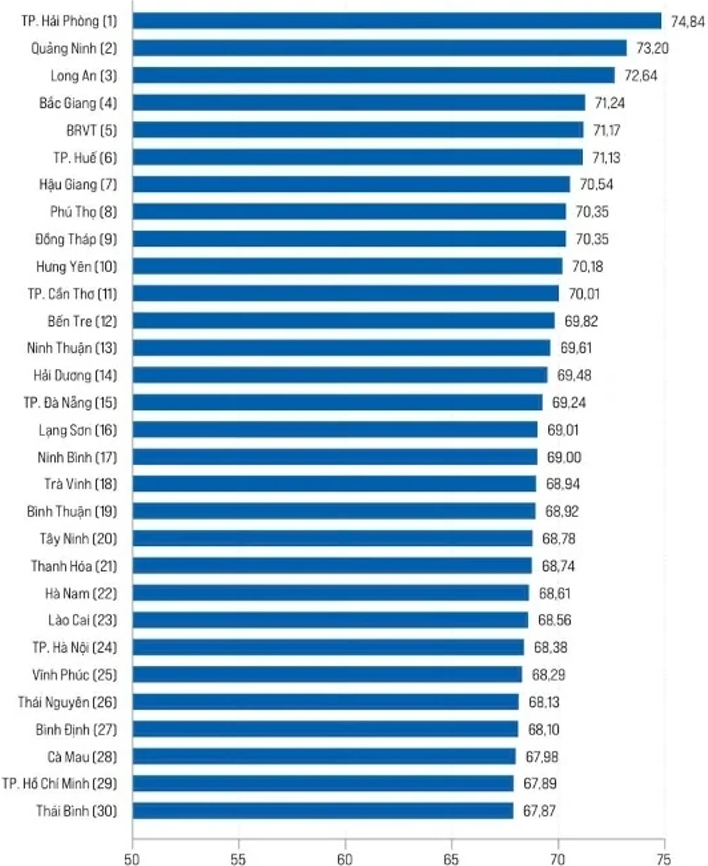 TP. Hải Phòng (1) 74,84
Quảng Ninh (2) 73,20
Long An (3) 72,64
Bắc Giang (4) 71,24
BRVT (5) 71,17
TP. Huế (6) 71,13
Hậu Giang (7) 70,54
Phú Thọ (8) 70,35
Đồng Tháp (9) 70,35
Hưng Yên (10) 70,18
TP. Cần Thơ (11) 70,01
Bến Tre (12) 69,82
Ninh Thuận (13) 69,61
Hải Dương (14) 69,48
TP. Đà Nẵng (15) 69,24
Lạng Sơn (16) 69,01
Ninh Bình (17) 69,00
Trà Vinh (18) 68,94
Bình Thuận (19) 68,92
Tây Ninh (20) 68,78
Thanh Hóa (21) 68,74
Hà Nam (22) 68,61
Lào Cai (23) 68,56
TP. Hà Nội (24) 68,38
Vĩnh Phúc (25) 68,29
Thái Nguyên (26) 68,13
Bình Định (27) 68,10
Cà Mau (28) 67,98
TP. Hồ Chí Minh (29) 67,89
Thái Bình (30) 67,87
50 55 60 65 70 75